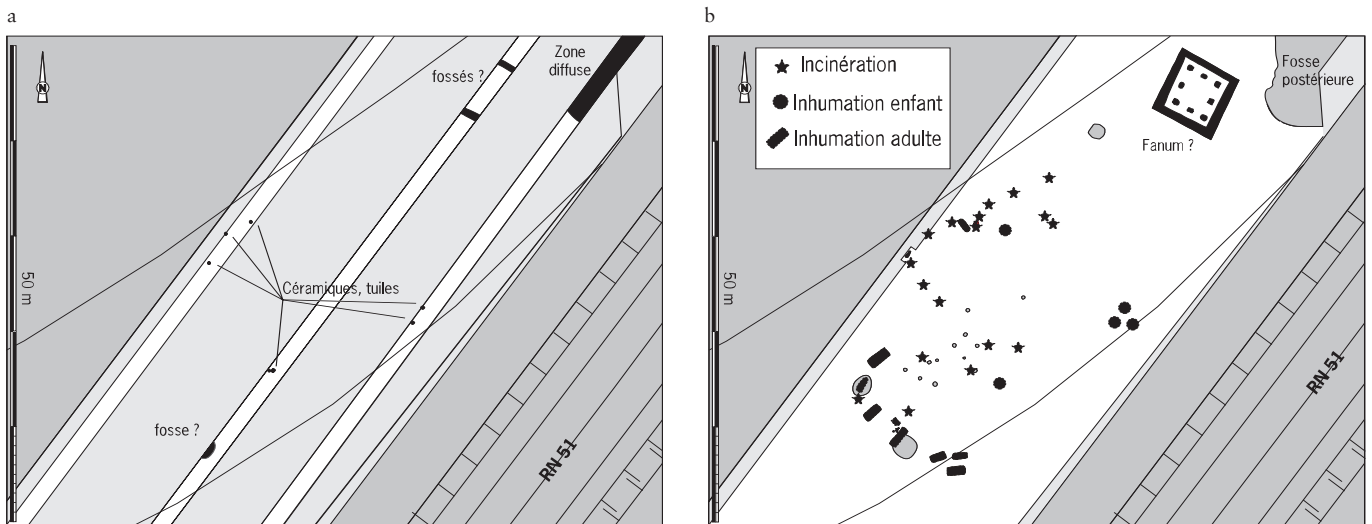 a
N
fossés ?
Zone
diffuse
Céramiques, tuiles
50 m
fosse ?
RN 51
b
N
Incinération
Inhumation enfant
Inhumation adulte
Fosse
postérieure
Fanum ?
50 m
RN 51